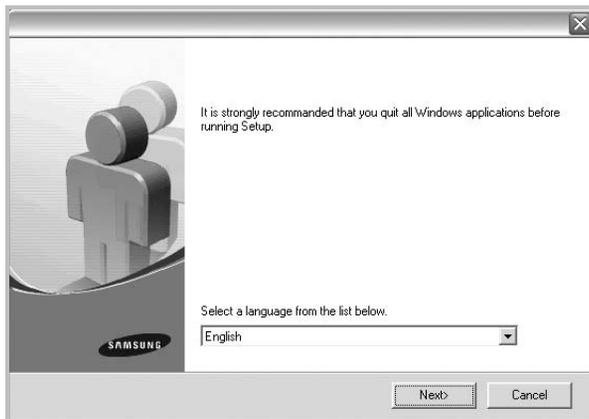 It is strongly recommanded that you quit all Windows applications before
running Setup.
Select a language from the list below.
English
SAMSUNG
Next>
Cancel